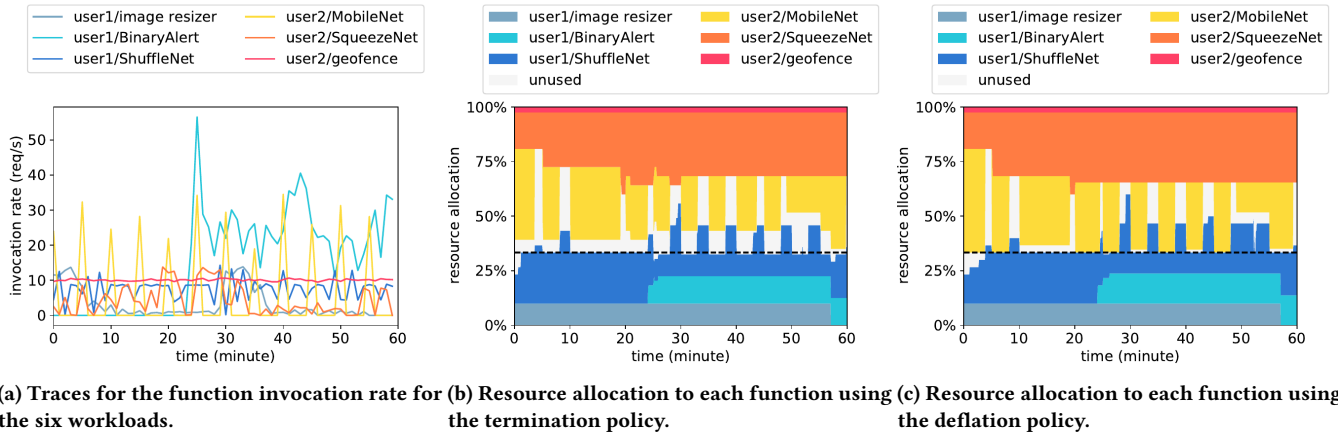 user1/image resizer user2/MobileNet
user1/BinaryAlert user2/SqueezeNet
user1/ShuffleNet user2/geofence
50
40
30
20
10
0
invocation rate (req/s)
0 10 20 30 40 50 60
time (minute)
(a) Traces for the function invocation rate for
the six workloads.
user1/image resizer user2/MobileNet
user1/BinaryAlert user2/SqueezeNet
user1/ShuffleNet user2/geofence
unused
100%
75%
50%
25%
0%
resource allocation
0 10 20 30 40 50 60
time (minute)
(b) Resource allocation to each function using
the termination policy.
user1/image resizer user2/MobileNet
user1/BinaryAlert user2/SqueezeNet
user1/ShuffleNet user2/geofence
unused
100%
75%
50%
25%
0%
resource allocation
0 10 20 30 40 50 60
time (minute)
(c) Resource allocation to each function using
the deflation policy.